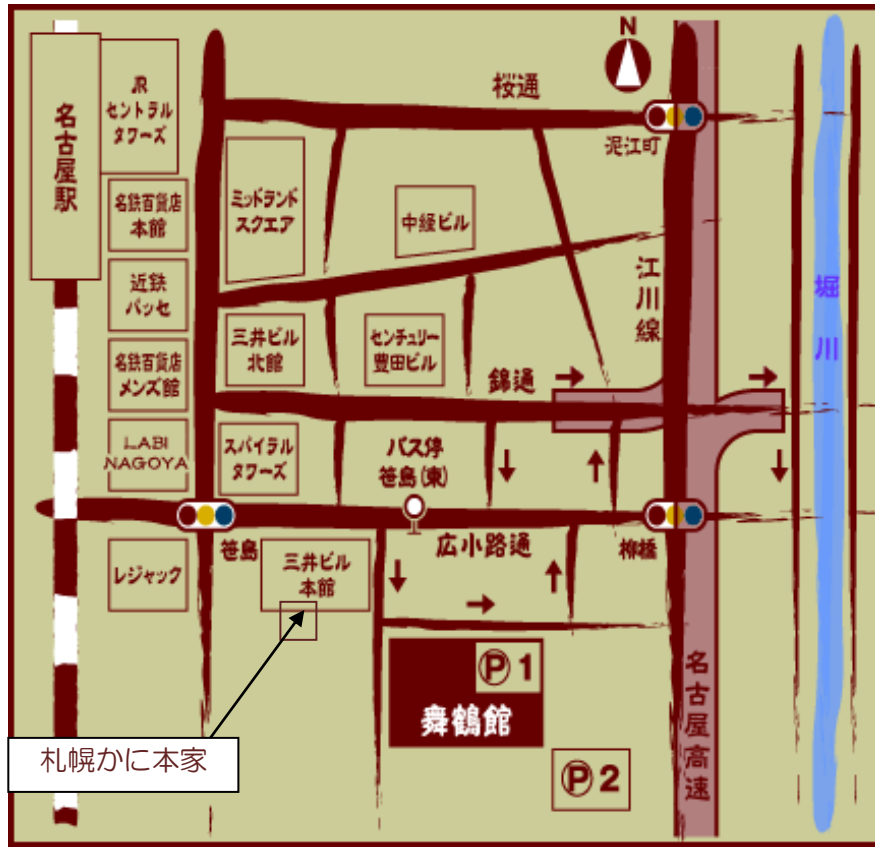 N
桜通
泥江町
JR
セントラル
タワーズ
名古屋駅
名鉄百貨店
本館
ミッドランド
スクエア
中経ビル
近鉄
パッセ
江川線
堀川
三井ビル
北館
センチュリー
豊田ビル
名鉄百貨店
メンズ館
錦通
LABI
NAGOYA
スパイラル
タワーズ
バス停
笹島(東)
笹島
広小路通
柳橋
レジャック
三井ビル
本館
P1
舞鶴館
名古屋高速
札幌かに本家
P2